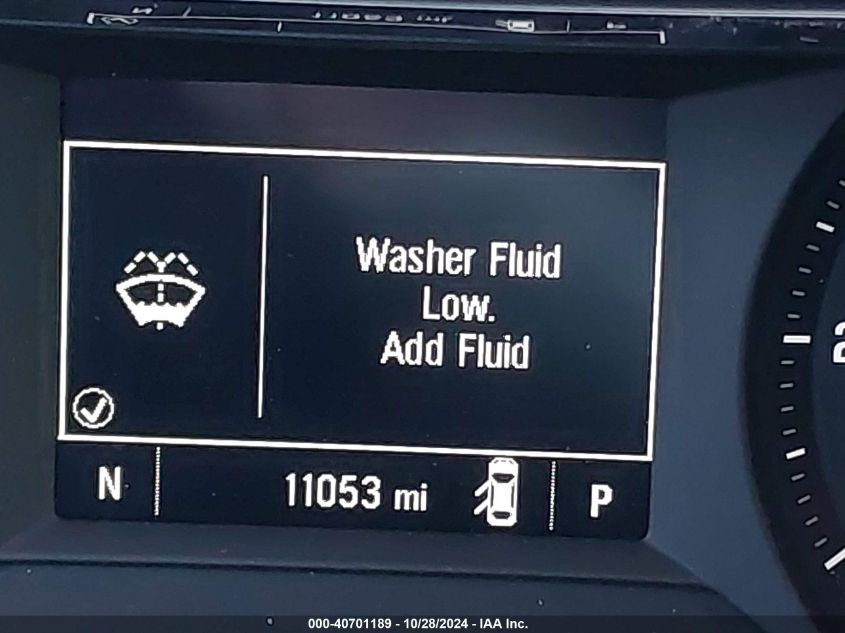 Washer Fluid
Low.
Add Fluid
N 11053 mi P
000-40701189 - 10/28/2024 - IAA Inc.